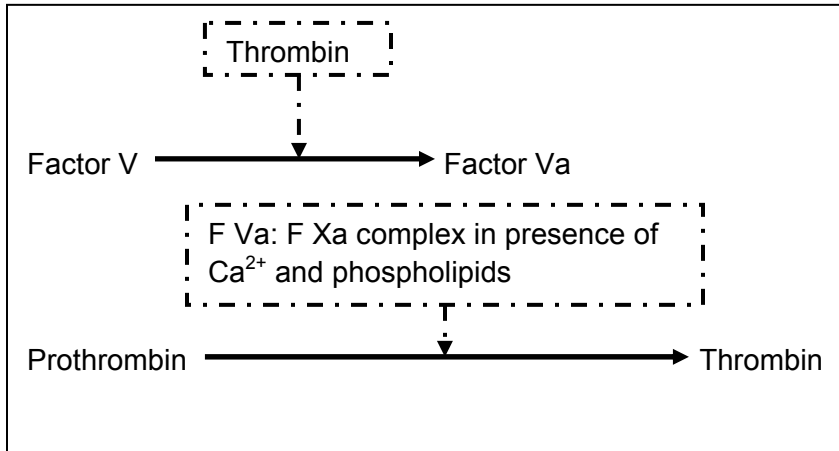 Thrombin
Factor V
Factor Va
F Va: F Xa complex in presence of
Ca²⁺ and phospholipids
Prothrombin
Thrombin